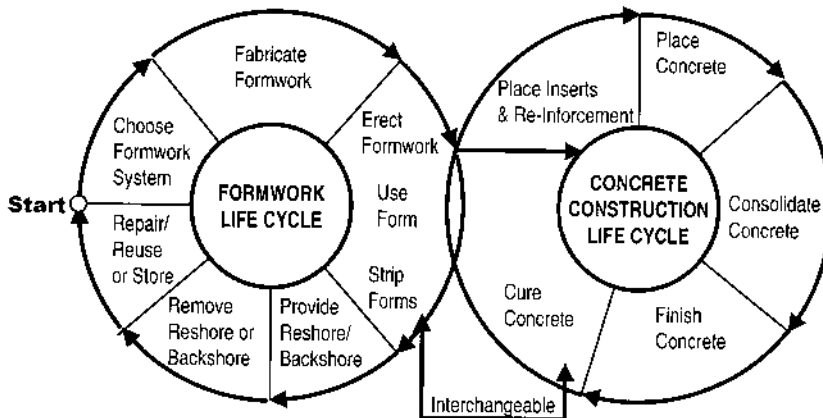 Fabricate
Formwork
Choose
Formwork
System
Erect
Formwork
Start
FORMWORK
LIFE CYCLE
Use
Form
Repair/
Reuse
or Store
Strip
Forms
Remove
Reshore or
Backshore
Provide
Reshore/
Backshore
Place Inserts
& Re-Inforcement
Place
Concrete
CONCRETE
CONSTRUCTION
LIFE CYCLE
Consolidate
Concrete
Cure
Concrete
Finish
Concrete
Interchangeable